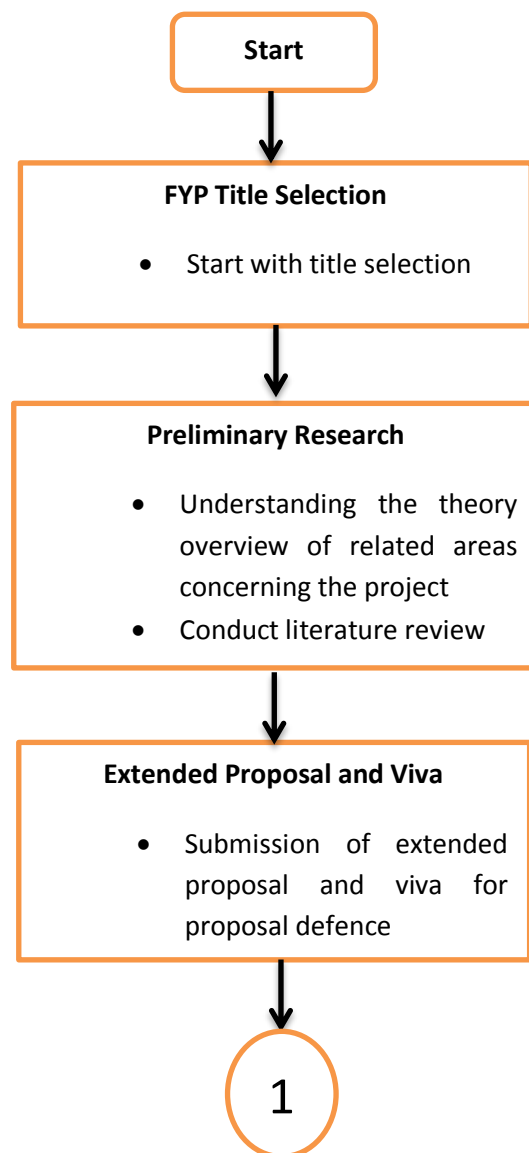 Start
FYP Title Selection
• Start with title selection
Preliminary Research
• Understanding the theory
overview of related areas
concerning the project
• Conduct literature review
Extended Proposal and Viva
• Submission of extended
proposal and viva for
proposal defence
1